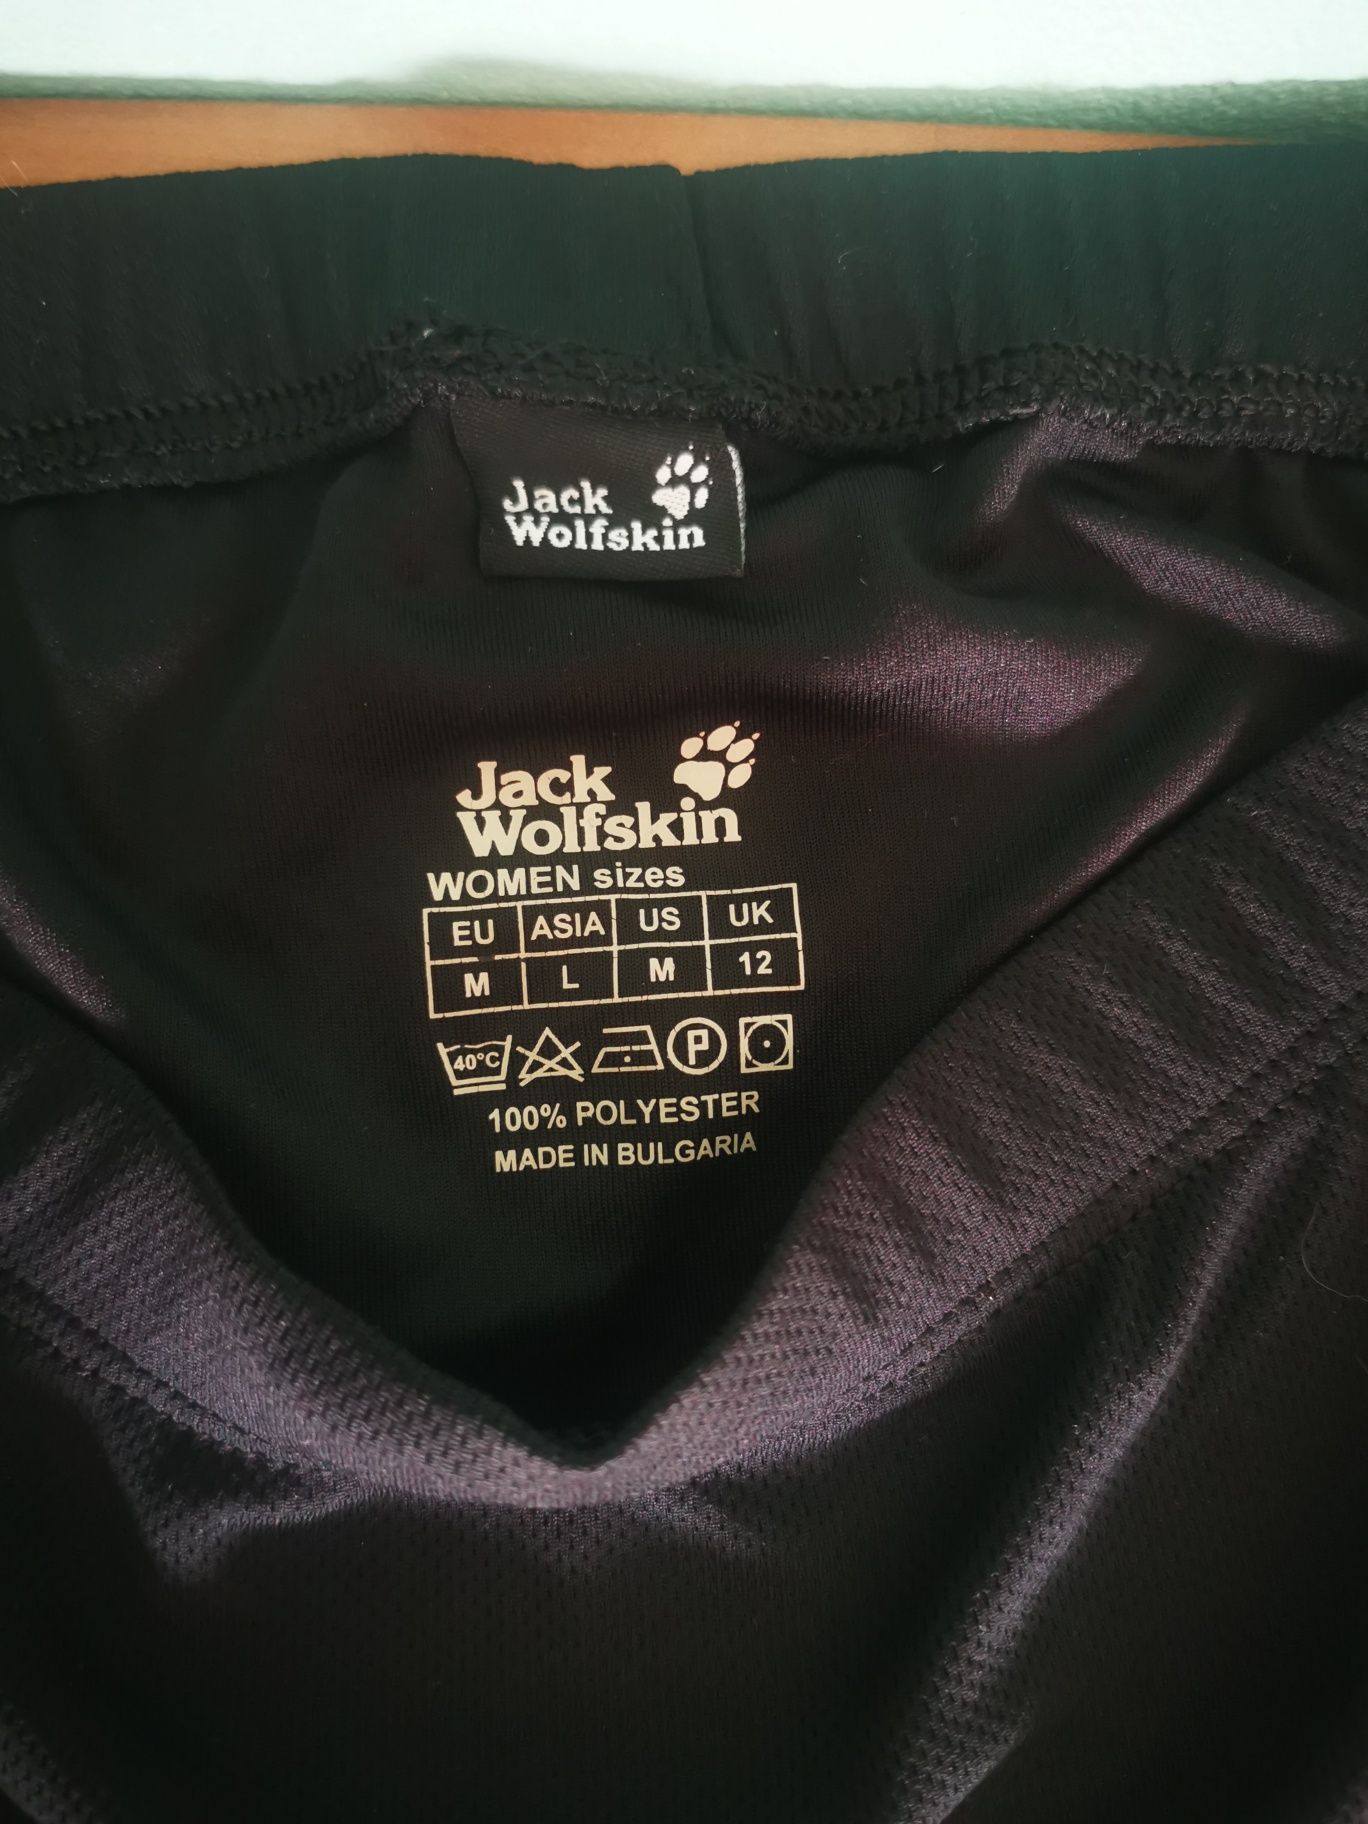 Jack
Wolfskin
Jack
Wolfskin
WOMEN sizes
EU ASIA US UK
M L M 12
40°C P
100% POLYESTER
MADE IN BULGARIA